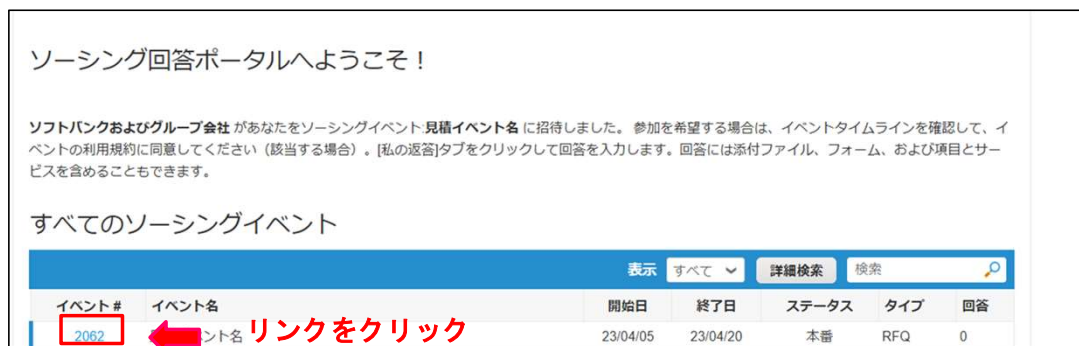 ソーシング回答ポータルへようこそ！
ソフトバンクおよびグループ会社 があなたをソーシングイベント:見積イベント名 に招待しました。 参加を希望する場合は、イベントタイムラインを確認して、イ
ベントの利用規約に同意してください（該当する場合）。[私の返答]タブをクリックして回答を入力します。回答には添付ファイル、フォーム、および項目とサー
ビスを含めることもできます。
すべてのソーシングイベント
表示 すべて 詳細検索 検索
イベント # イベント名 開始日 終了日 ステータス タイプ 回答
2062 ベント名 リンクをクリック 23/04/05 23/04/20 本番 RFQ 0